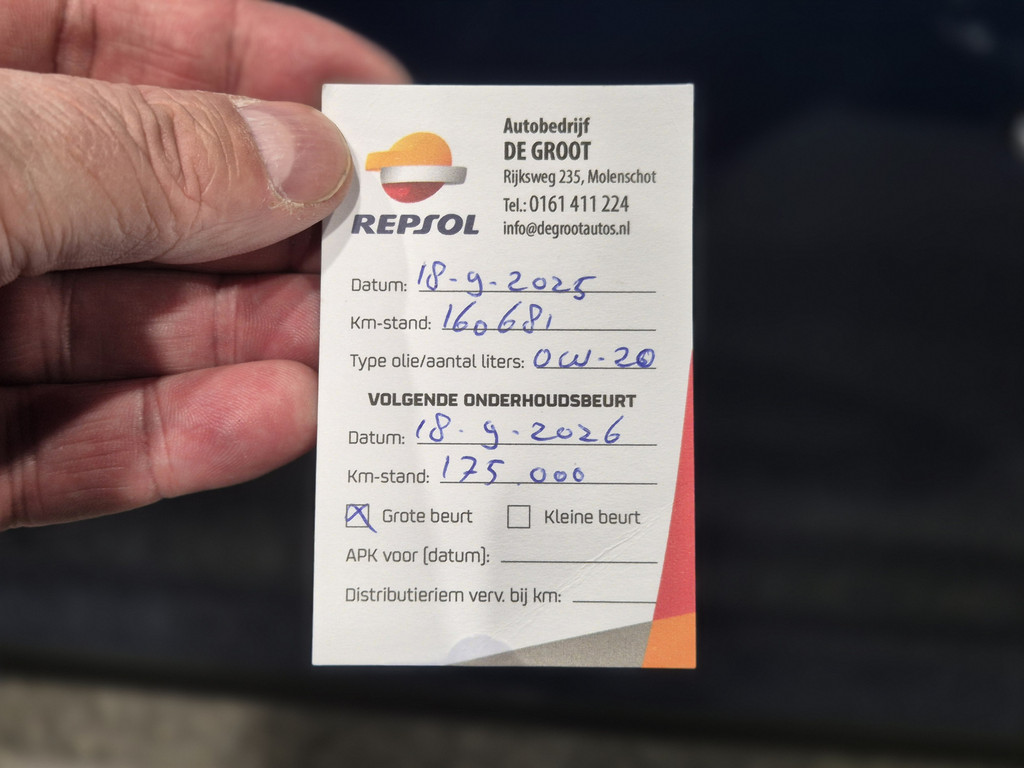 REPSOL
Autobedrijf
DE GROOT
Rijksweg 235, Molenschot
Tel.: 0161 411 224
info@degrootautos.nl
Datum: 18-9-2025
Km-stand: 160681
Type olie/aantal liters: 0W-20
VOLGENDE ONDERHOUDSBEURT
Datum: 18-9-2026
Km-stand: 175.000
Grote beurt Kleine beurt
APK voor (datum):
Distributieriem verv. bij km: